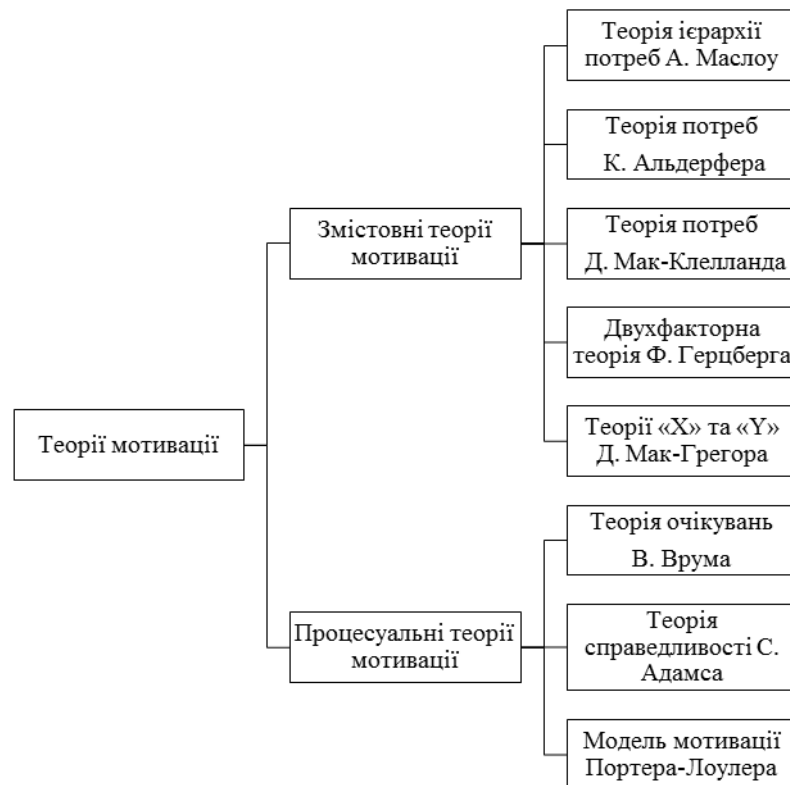 Теорії мотивації
Змістовні теорії
мотивації
Теорія ієрархії
потреб А. Маслоу
Теорія потреб
К. Альдерфера
Теорія потреб
Д. Мак-Клелланда
Двухфакторна
теорія Ф. Герцберга
Теорії «X» та «Y»
Д. Мак-Грегора
Процесуальні теорії
мотивації
Теорія очікувань
В. Врума
Теорія
справедливості С.
Адамса
Модель мотивації
Портера-Лоулера